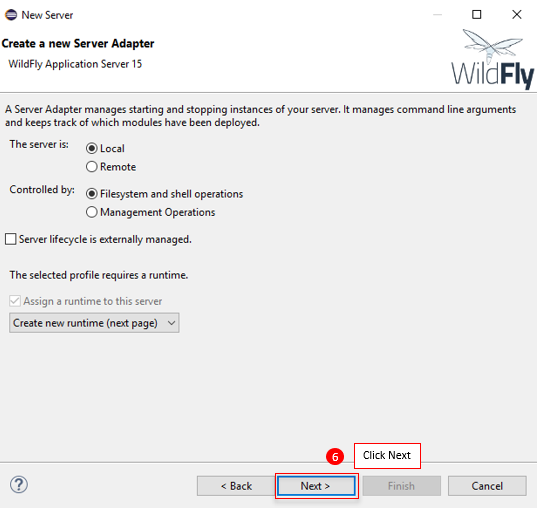 New Server
Create a new Server Adapter
WildFly Application Server 15
WildFly
A Server Adapter manages starting and stopping instances of your server. It manages command line arguments
and keeps track of which modules have been deployed.
The server is:
Local
Remote
Controlled by:
Filesystem and shell operations
Management Operations
Server lifecycle is externally managed.
The selected profile requires a runtime.
Assign a runtime to this server
Create new runtime (next page)
6
Click Next
?
< Back
Next >
Finish
Cancel